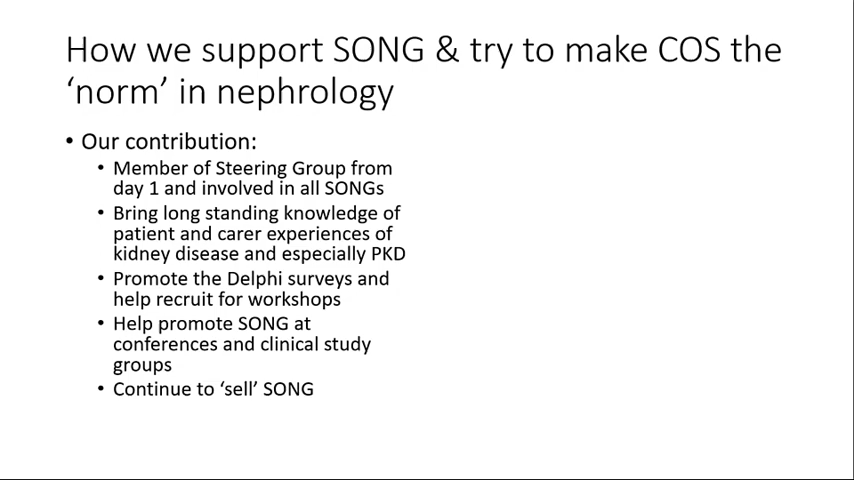 How we support SONG & try to make COS the
‘norm’ in nephrology
• Our contribution:
• Member of Steering Group from
day 1 and involved in all SONGs
• Bring long standing knowledge of
patient and carer experiences of
kidney disease and especially PKD
• Promote the Delphi surveys and
help recruit for workshops
• Help promote SONG at
conferences and clinical study
groups
• Continue to ‘sell’ SONG